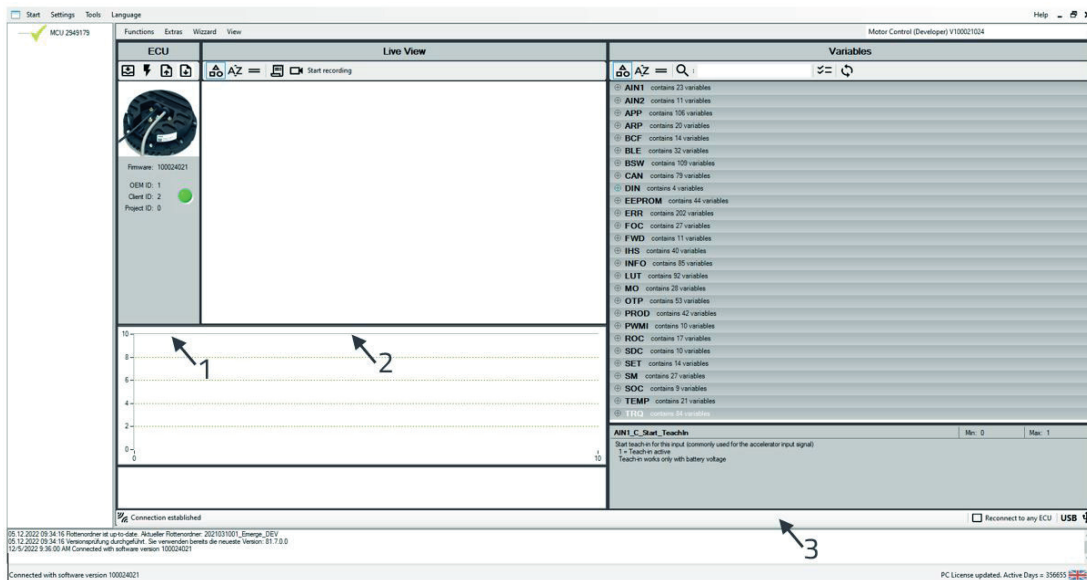 Start Settings Tools Language Help
MCU 2949179
Functions Extras Wizard View Motor Control (Developer) V100021024
ECU
Firmware: 100024021
OEM ID: 1
Client ID: 2
Project ID: 0
Live View
Start recording
Variables
AIN1 contains 23 variables
AIN2 contains 11 variables
APP contains 106 variables
ARP contains 20 variables
BCF contains 14 variables
BLE contains 32 variables
BSW contains 109 variables
CAN contains 79 variables
DIN contains 4 variables
EEPROM contains 44 variables
ERR contains 202 variables
FOC contains 27 variables
FWD contains 11 variables
IHS contains 40 variables
INFO contains 85 variables
LUT contains 92 variables
MO contains 28 variables
OTP contains 53 variables
PROD contains 42 variables
PWMI contains 10 variables
ROC contains 17 variables
SDC contains 10 variables
SET contains 14 variables
SM contains 27 variables
SOC contains 9 variables
TEMP contains 21 variables
TRQ contains 84 variables
1
2
10
8
6
4
2
0
0 10
AIN1_C_Start_TeachIn Min: 0 Max: 1
Start teach-in for this input (commonly used for the accelerator input signal)
1 = Teach-in active
Teach-in works only with battery voltage
Connection established Reconnect to any ECU USB
3
05.12.2022 09:34:16 Flottenordner ist up-to-date. Aktueller Flottenordner: 2021031001_Emerge_DEV
05.12.2022 09:34:16 Versionsprüfung durchgeführt. Sie verwenden bereits die neueste Version: 81.7.0.0
12/5/2022 9:36:00 AM Connected with software version 100024021
Connected with software version 100024021 PC License updated. Active Days = 356655